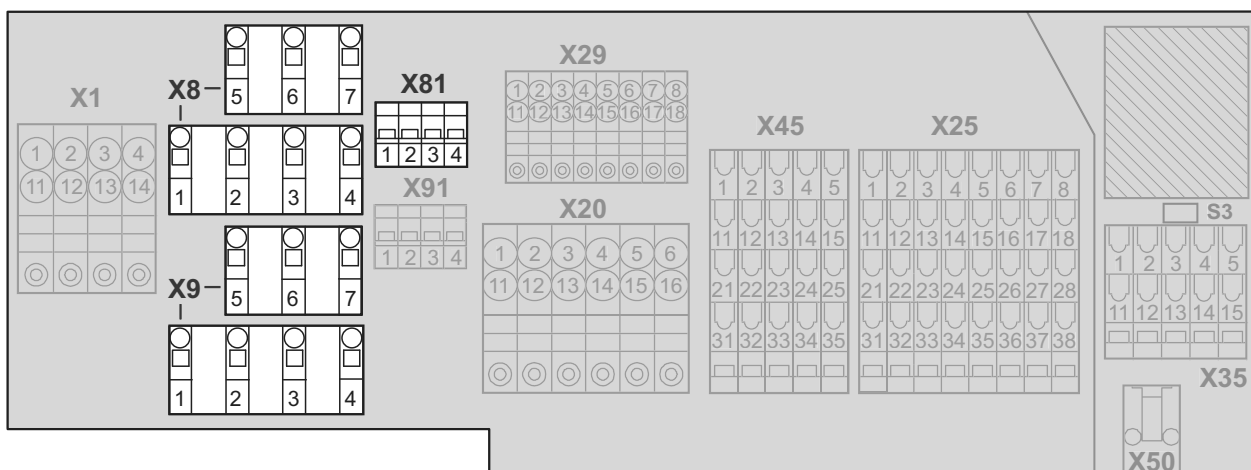 X1
1 2 3 4
11 12 13 14
X8
5 6 7
1 2 3 4
X9
5 6 7
1 2 3 4
X81
1 2 3 4
X91
1 2 3 4
X29
1 2 3 4 5 6 7 8
11 12 13 14 15 16 17 18
X20
1 2 3 4 5 6
11 12 13 14 15 16
X45
1 2 3 4 5
11 12 13 14 15
21 22 23 24 25
31 32 33 34 35
X25
1 2 3 4 5 6 7 8
11 12 13 14 15 16 17 18
21 22 23 24 25 26 27 28
31 32 33 34 35 36 37 38
S3
1 2 3 4 5
11 12 13 14 15
X35
X50